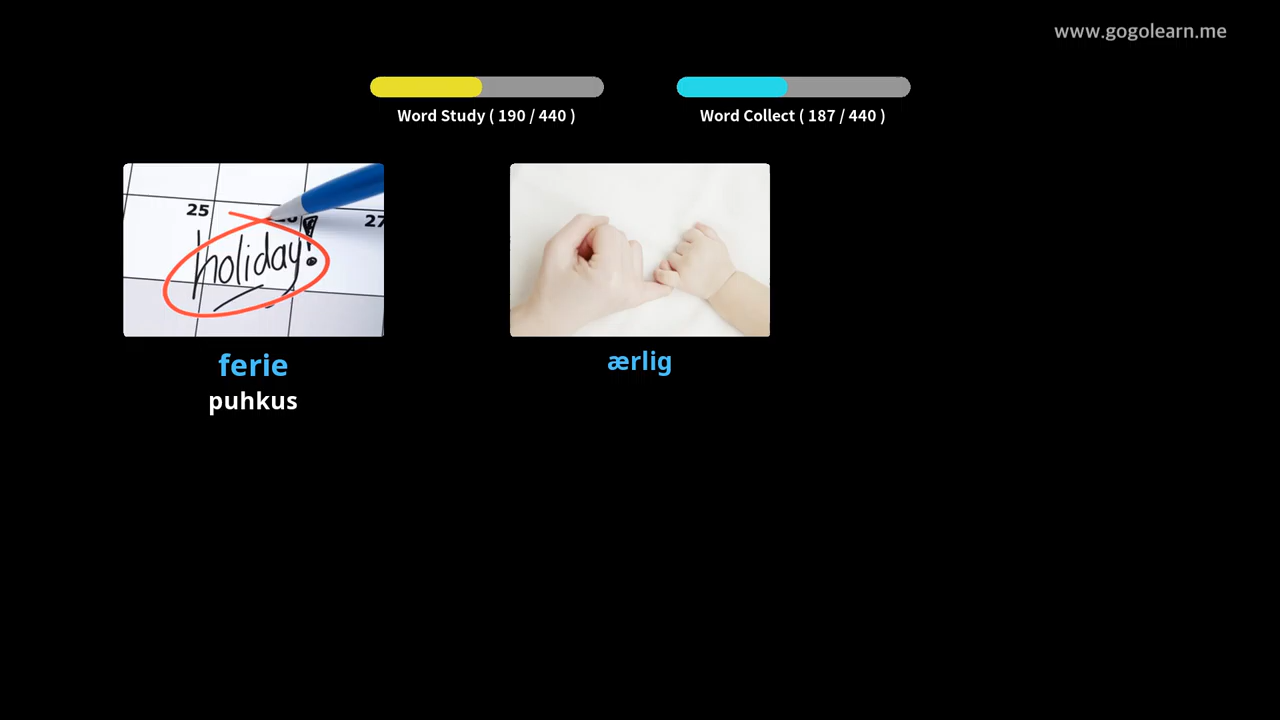 www.gogolearn.me
Word Study ( 190 / 440 )
Word Collect ( 187 / 440 )
25
27
holiday!
ferie
puhkus
ærlig